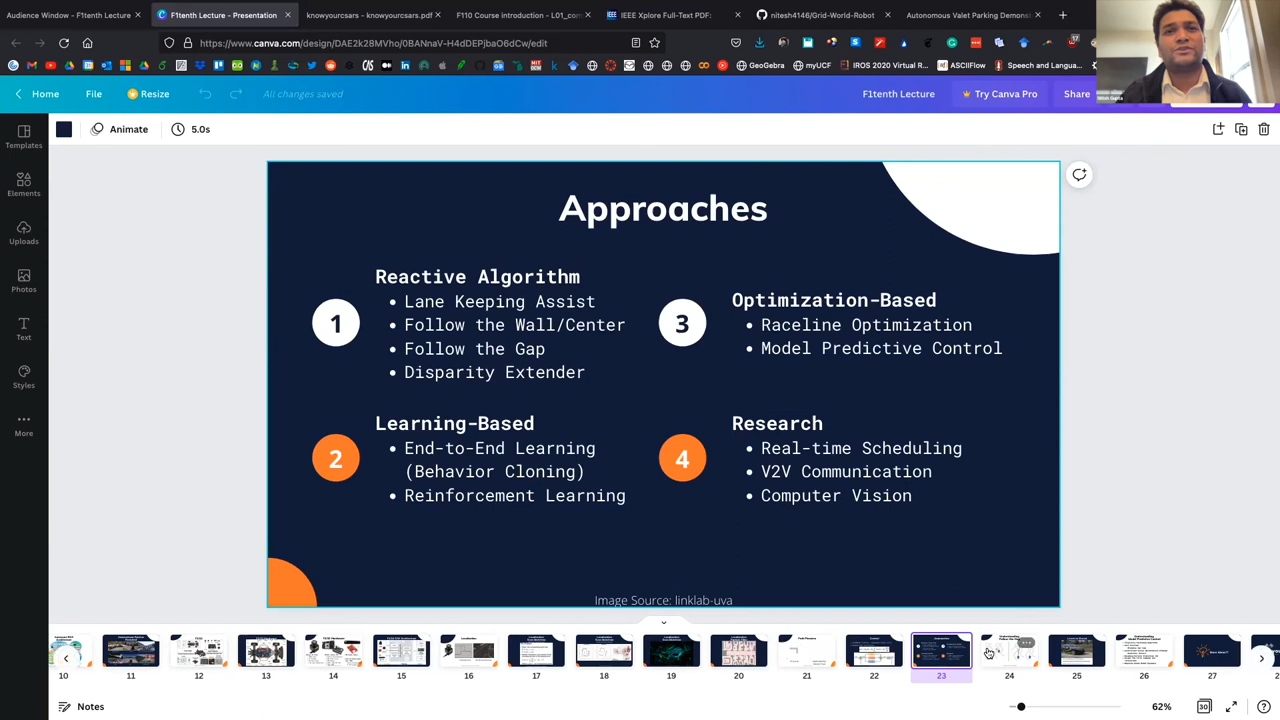 Audience Window - F1tenth Lecture
F1tenth Lecture - Presentation
knowyourcsars - knowyourcsars.pdf
F110 Course introduction - L01_con
IEEE Xplore Full-Text PDF:
nitesh4146/Grid-World-Robot
Autonomous Valet Parking Demons
https://www.canva.com/design/DAE2k28MVho/0BANnaV-H4dDEPjbaO6dCw/edit
17
GeoGebra
myUCF
IROS 2020 Virtual R...
ASCIIFlow
Speech and Langua...
Home
File
Resize
All changes saved
F1tenth Lecture
Try Canva Pro
Share
Animate
5.0s
Templates
Elements
Uploads
Photos
Text
Styles
More
Approaches
1
Reactive Algorithm
• Lane Keeping Assist
• Follow the Wall/Center
• Follow the Gap
• Disparity Extender
2
Learning-Based
• End-to-End Learning
(Behavior Cloning)
• Reinforcement Learning
3
Optimization-Based
• Raceline Optimization
• Model Predictive Control
4
Research
• Real-time Scheduling
• V2V Communication
• Computer Vision
Image Source: linklab-uva
10 11 12 13 14 15 16 17 18 19 20 21 22 23 24 25 26 27
Notes
62%
30